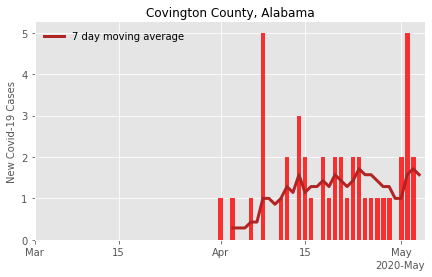 Covington County, Alabama
7 day moving average
New Covid-19 Cases
5
4
3
2
1
0
Mar 15 Apr 15 May
2020-May